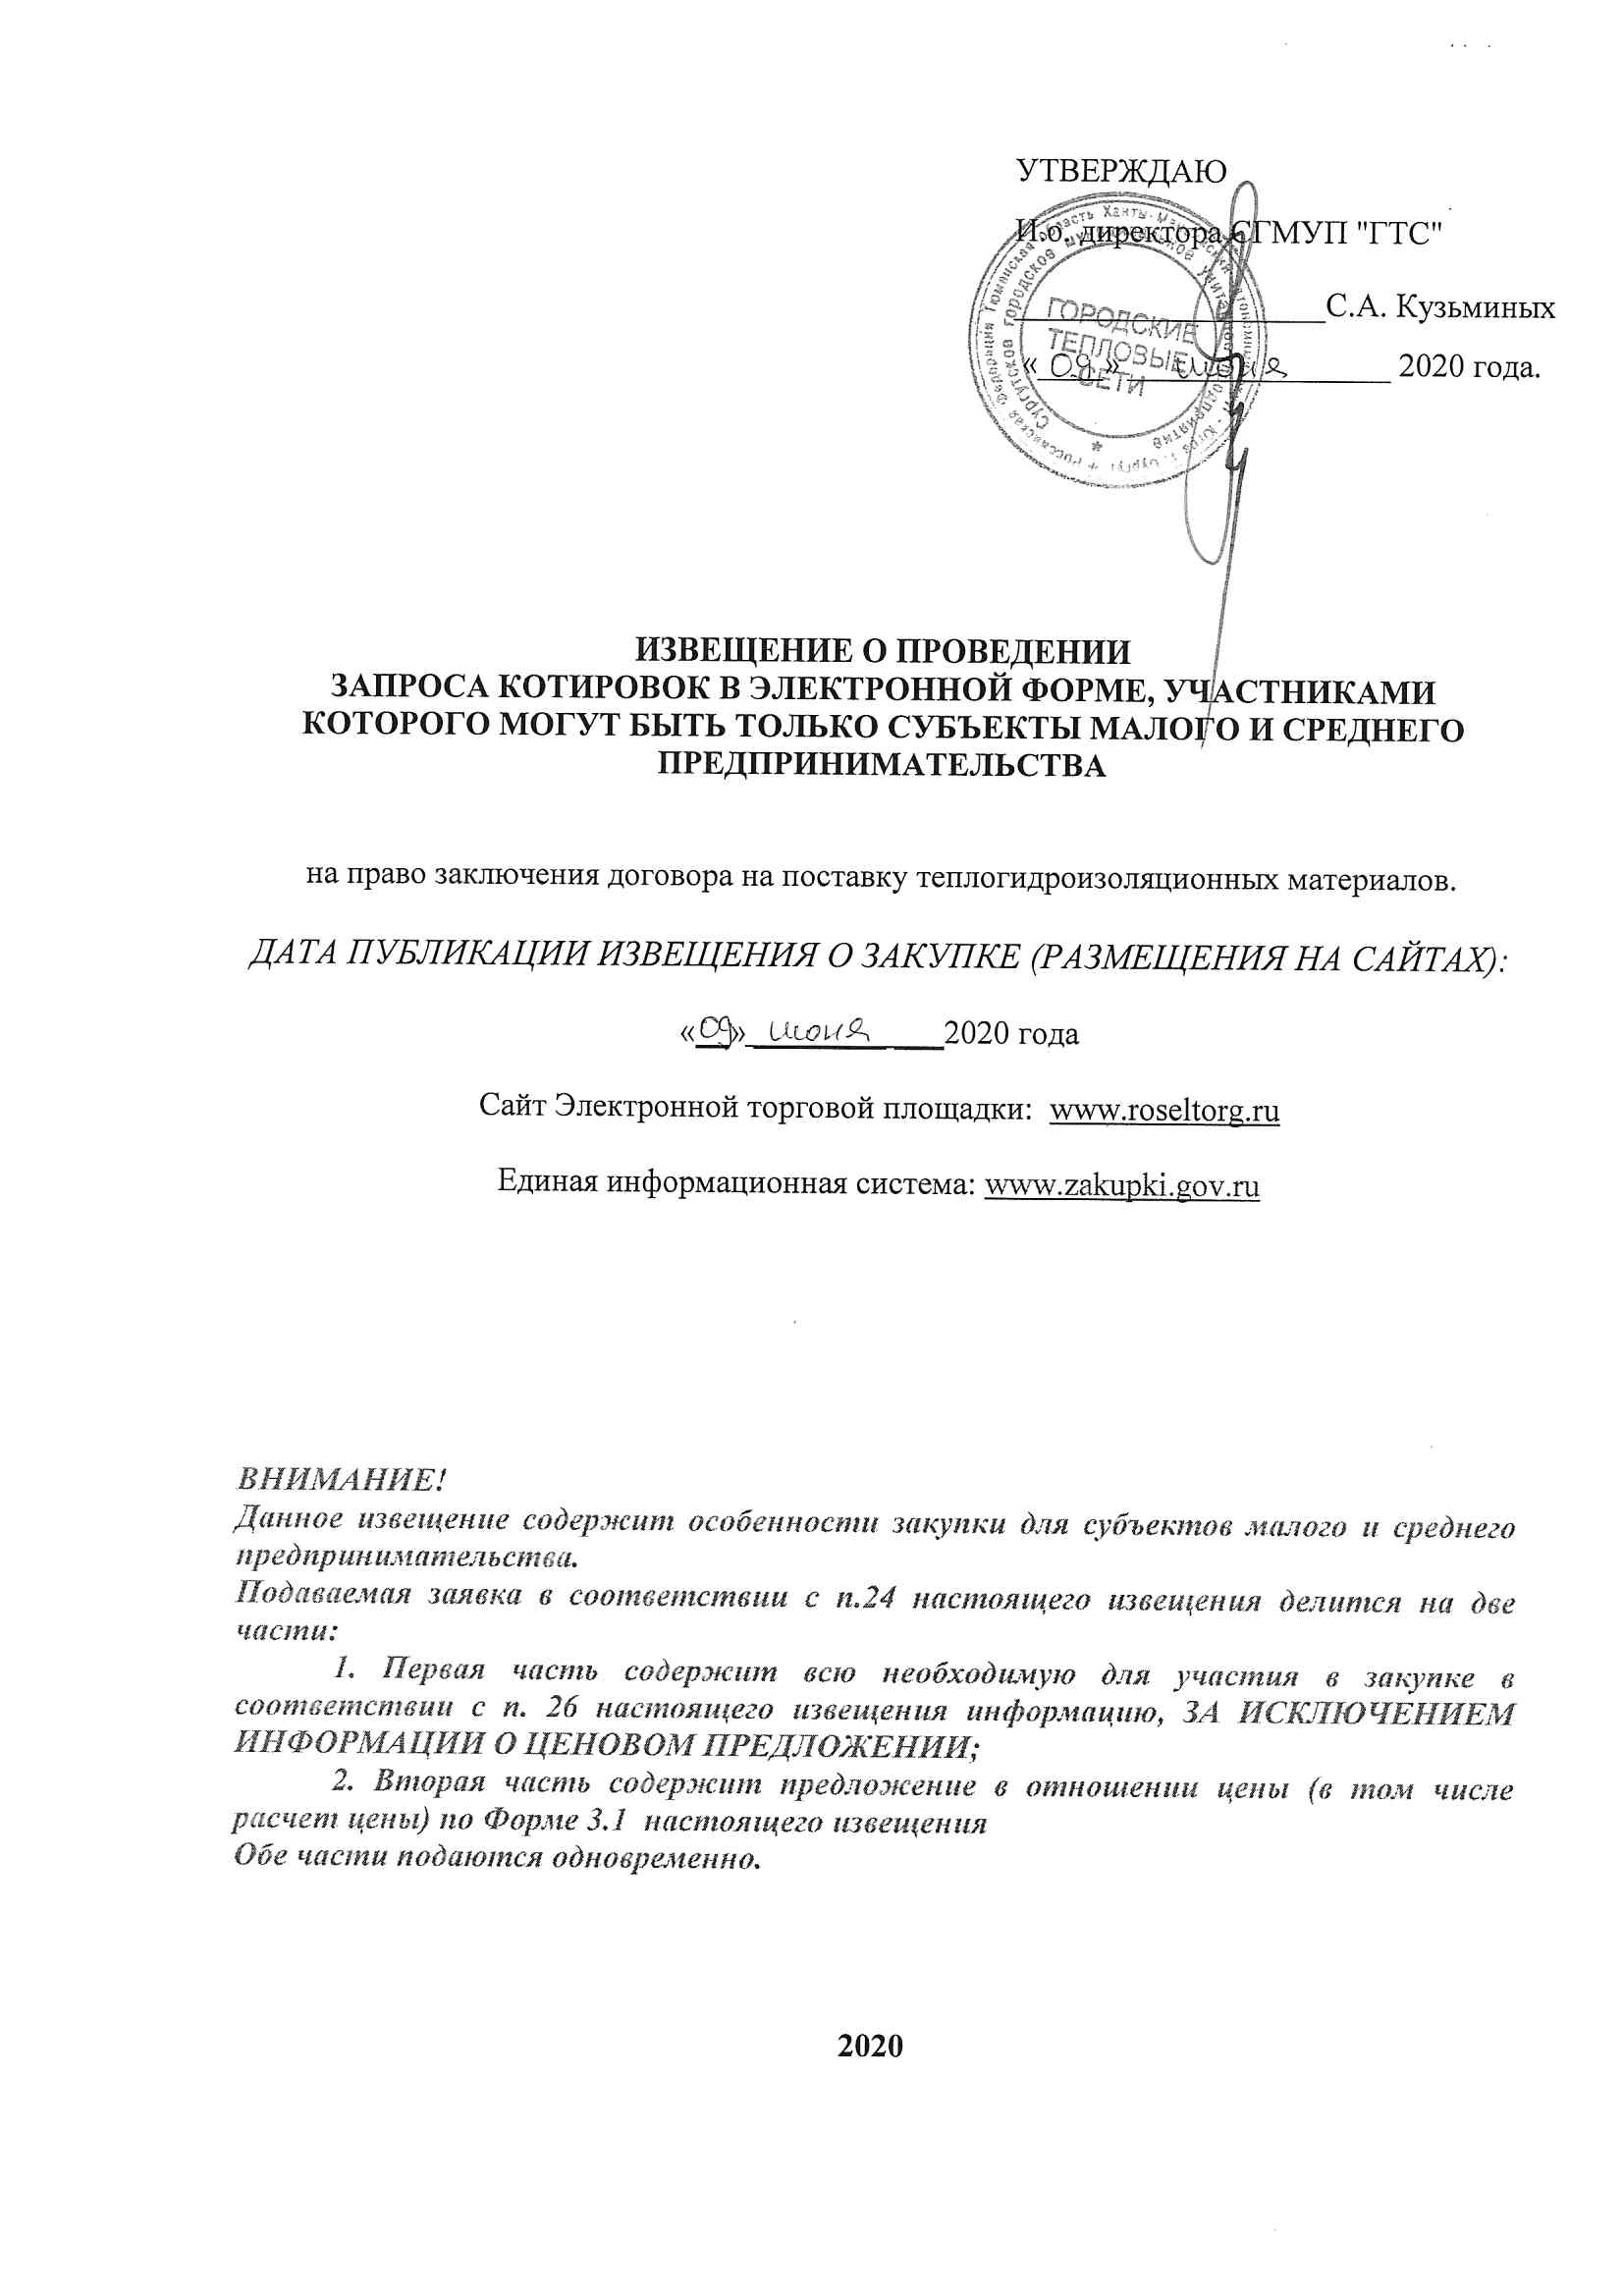 УТВЕРЖДАЮ
И.о. директора СГМУП "ГТС"
С.А. Кузьминых
«09» июня 2020 года.
ГОРОДСКИЕ
ТЕПЛОВЫЕ
СЕТИ
Сургутское городское муниципальное унитарное предприятие
ИЗВЕЩЕНИЕ О ПРОВЕДЕНИИ
ЗАПРОСА КОТИРОВОК В ЭЛЕКТРОННОЙ ФОРМЕ, УЧАСТНИКАМИ
КОТОРОГО МОГУТ БЫТЬ ТОЛЬКО СУБЪЕКТЫ МАЛОГО И СРЕДНЕГО
ПРЕДПРИНИМАТЕЛЬСТВА
на право заключения договора на поставку теплогидроизоляционных материалов.
ДАТА ПУБЛИКАЦИИ ИЗВЕЩЕНИЯ О ЗАКУПКЕ (РАЗМЕЩЕНИЯ НА САЙТАХ):
«09» июня 2020 года
Сайт Электронной торговой площадки: www.roseltorg.ru
Единая информационная система: www.zakupki.gov.ru
ВНИМАНИЕ!
Данное извещение содержит особенности закупки для субъектов малого и среднего
предпринимательства.
Подаваемая заявка в соответствии с п.24 настоящего извещения делится на две
части:
1. Первая часть содержит всю необходимую для участия в закупке в
соответствии с п. 26 настоящего извещения информацию, ЗА ИСКЛЮЧЕНИЕМ
ИНФОРМАЦИИ О ЦЕНОВОМ ПРЕДЛОЖЕНИИ;
2. Вторая часть содержит предложение в отношении цены (в том числе
расчет цены) по Форме 3.1 настоящего извещения
Обе части подаются одновременно.
2020